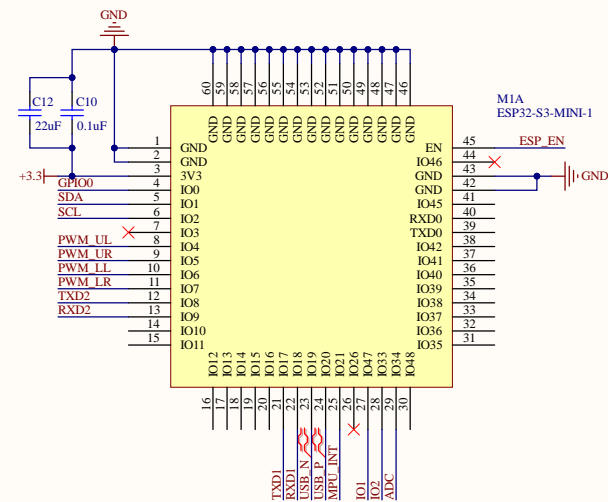 GND
60
59
58
57
56
55
54
53
52
51
50
49
48
47
46
GND GND GND GND GND GND GND GND GND GND GND GND GND GND GND
C12
C10
22uF
0.1uF
M1A
ESP32-S3-MINI-1
1 GND
2 GND
+3.3 3 3V3
GPIO0 4 IO0
SDA 5 IO1
SCL 6 IO2
7 IO3
PWM_UL 8 IO4
PWM_UR 9 IO5
PWM_LL 10 IO6
PWM_LR 11 IO7
TXD2 12 IO8
RXD2 13 IO9
14 IO10
15 IO11
EN 45 ESP_EN
IO46 44
GND 43
GND 42
GND
IO45 41
RXD0 40
TXD0 39
IO42 38
IO41 37
IO40 36
IO39 35
IO38 34
IO37 33
IO36 32
IO35 31
IO12 16
IO13 17
IO14 18
IO15 19
IO16 20
IO17 21 TXD1
IO18 22 RXD1
IO19 23 USB_N
IO20 24 USB_P
IO21 25 MPU_INT
IO26 26
IO47 27 IO1
IO33 28 IO2
IO34 29 ADC
IO48 30